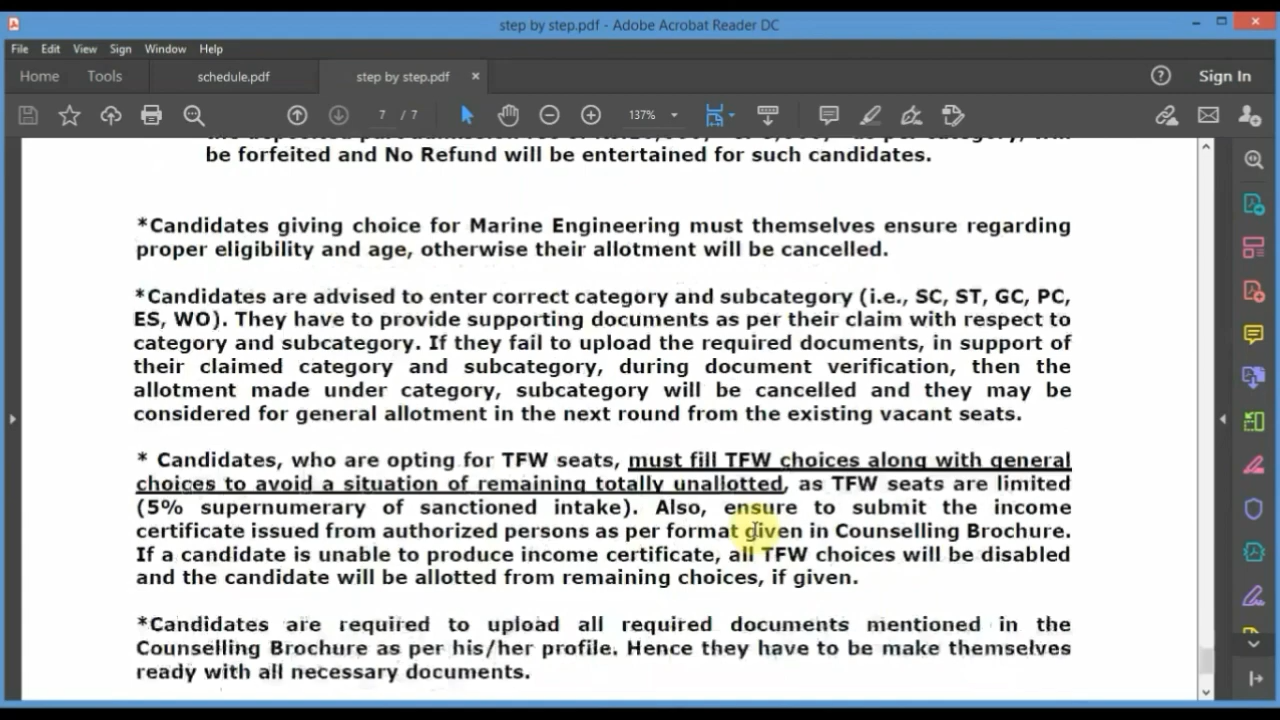 step by step.pdf - Adobe Acrobat Reader DC
File Edit View Sign Window Help
Home Tools schedule.pdf step by step.pdf × Sign In
7 / 7 137%
be forfeited and No Refund will be entertained for such candidates.
*Candidates giving choice for Marine Engineering must themselves ensure regarding
proper eligibility and age, otherwise their allotment will be cancelled.
*Candidates are advised to enter correct category and subcategory (i.e., SC, ST, GC, PC,
ES, WO). They have to provide supporting documents as per their claim with respect to
category and subcategory. If they fail to upload the required documents, in support of
their claimed category and subcategory, during document verification, then the
allotment made under category, subcategory will be cancelled and they may be
considered for general allotment in the next round from the existing vacant seats.
* Candidates, who are opting for TFW seats, must fill TFW choices along with general
choices to avoid a situation of remaining totally unallotted, as TFW seats are limited
(5% supernumerary of sanctioned intake). Also, ensure to submit the income
certificate issued from authorized persons as per format given in Counselling Brochure.
If a candidate is unable to produce income certificate, all TFW choices will be disabled
and the candidate will be allotted from remaining choices, if given.
*Candidates are required to upload all required documents mentioned in the
Counselling Brochure as per his/her profile. Hence they have to be make themselves
ready with all necessary documents.